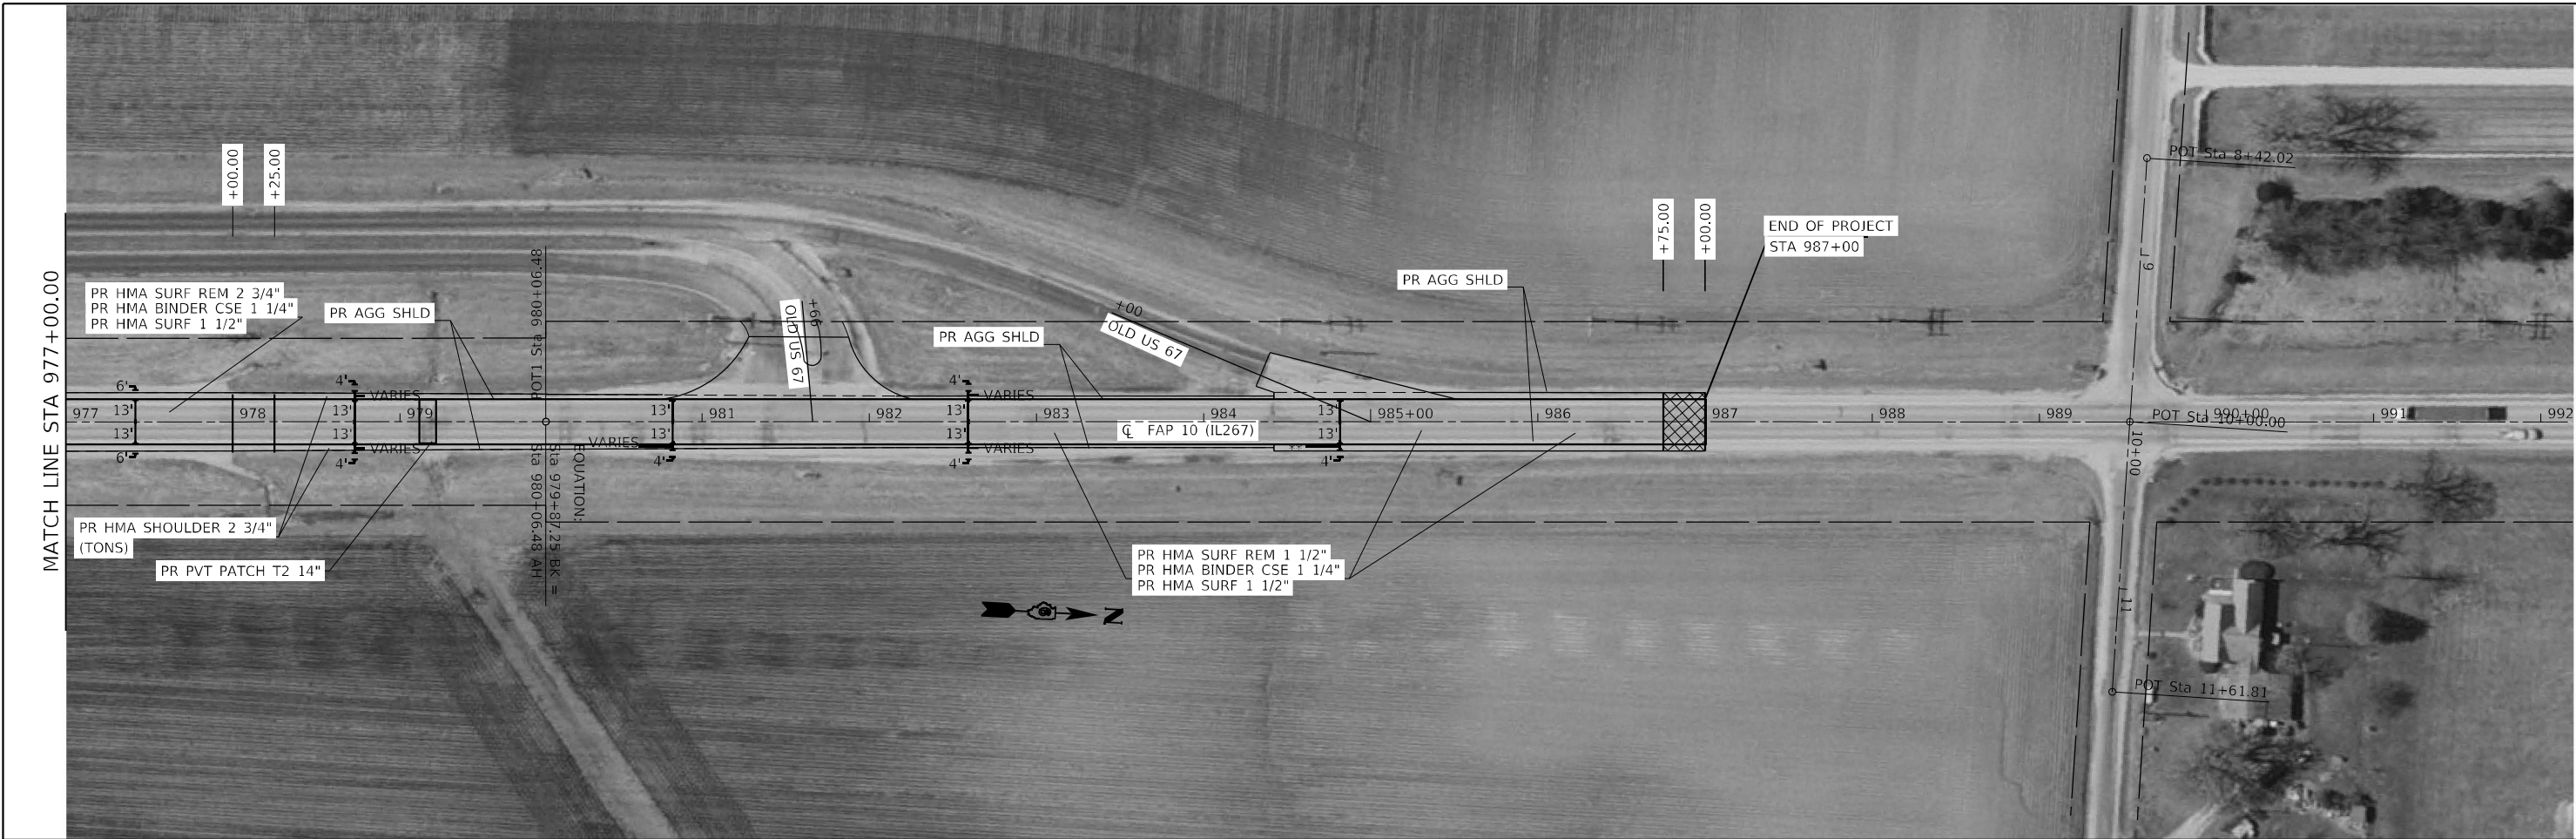 MATCH LINE STA 977+00.00
+00.00
+25.00
PR HMA SURF REM 2 3/4"
PR HMA BINDER CSE 1 1/4"
PR HMA SURF 1 1/2"
PR AGG SHLD
POT1 Sta 980+06.48
OLD US 67
+66
PR AGG SHLD
+00
OLD US 67
PR AGG SHLD
+75.00
+00.00
END OF PROJECT
STA 987+00
POT Sta 8+42.02
9
6'
4'
VARIES
4'
VARIES
13'
13'
13'
13'
13'
977
978
979
981
982
983
984
985+00
986
987
988
989
990+00
991
992
POT Sta 10+00.00
10+00
℄ FAP 10 (IL267)
13'
13'
13'
13'
13'
6'
4'
VARIES
VARIES
4'
4'
VARIES
4'
EQUATION:
Sta 979+87.25 BK =
Sta 980+06.48 AH
PR HMA SHOULDER 2 3/4"
(TONS)
PR PVT PATCH T2 14"
PR HMA SURF REM 1 1/2"
PR HMA BINDER CSE 1 1/4"
PR HMA SURF 1 1/2"
N
11
POT Sta 11+61.81